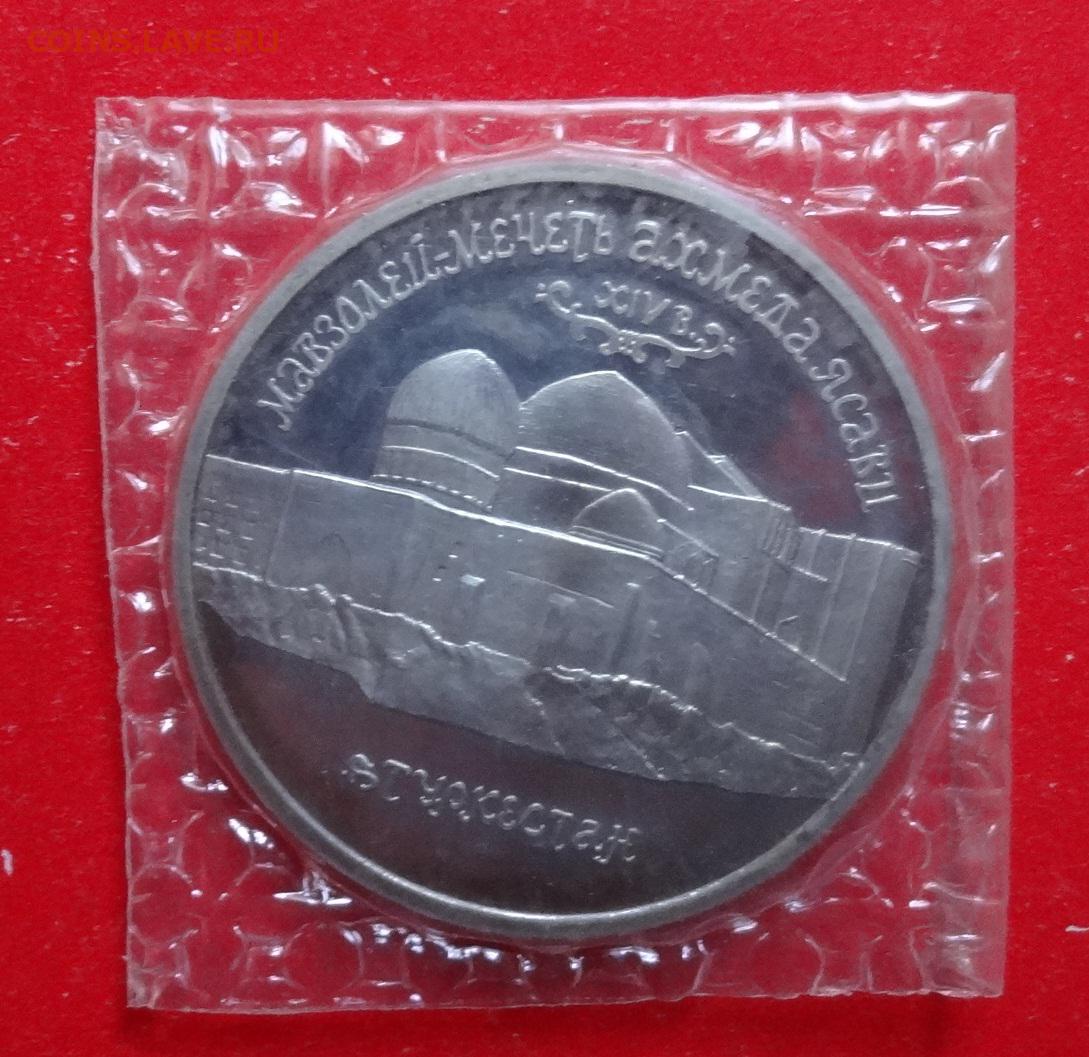 COINS.LAVE.RU
МАВЗОЛЕЙ-МЕЧЕТЬ АХМЕДА ЯСАВИ
XIV В.
г. ТУРКЕСТАН